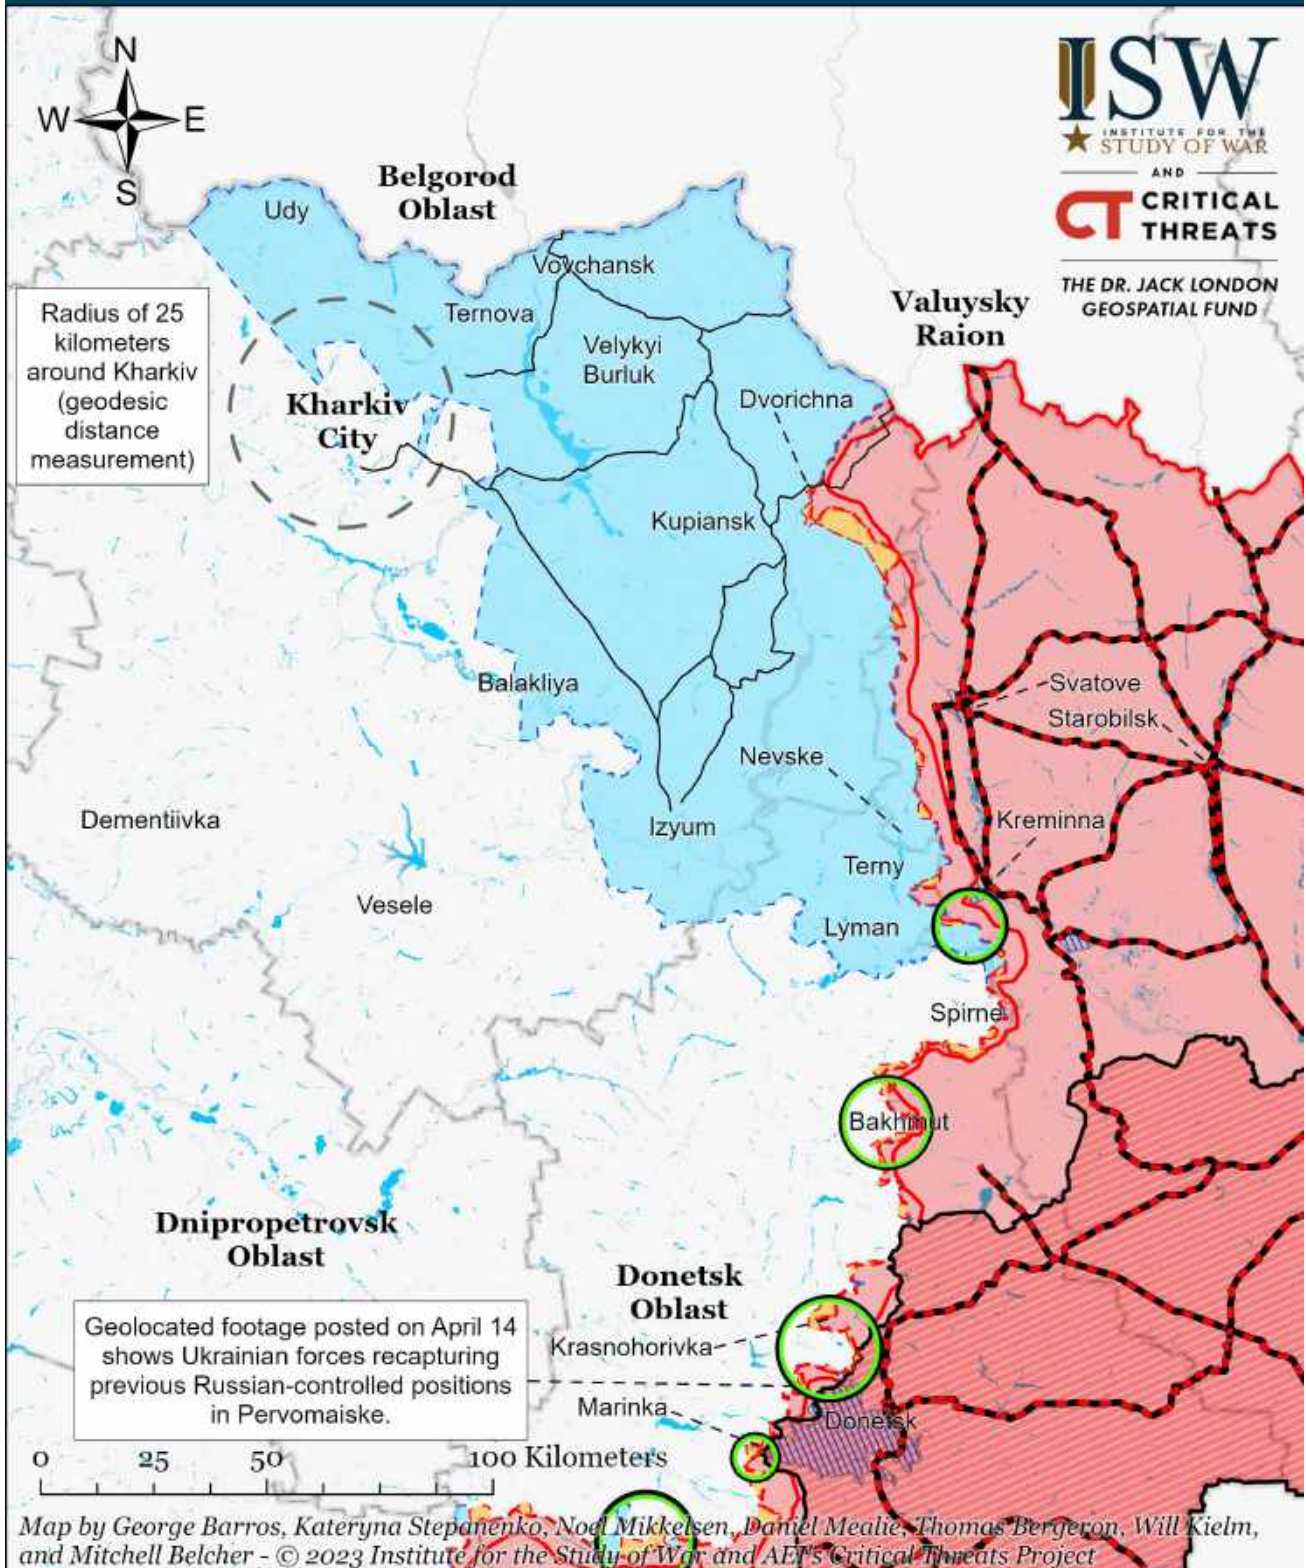 N
W E
S
ISW
INSTITUTE FOR THE
STUDY OF WAR
AND
CT CRITICAL
THREATS
THE DR. JACK LONDON
GEOSPATIAL FUND
Belgorod
Oblast
Udy
Vovchansk
Ternova
Valuysky
Raion
Radius of 25
kilometers
around Kharkiv
(geodesic
distance
measurement)
Velykyi
Burluk
Dvorichna
Kharkiv
City
Kupiansk
Balakliya
Svatove
Starobilsk
Nevske
Dementiivka
Izyum
Kreminna
Terny
Vesele
Lyman
Spirne
Bakhmut
Dnipropetrovsk
Oblast
Donetsk
Oblast
Geolocated footage posted on April 14
shows Ukrainian forces recapturing
previous Russian-controlled positions
in Pervomaiske.
Krasnohorivka
Marinka
Donetsk
0 25 50 100 Kilometers
Map by George Barros, Kateryna Stepanenko, Noel Mikkelsen, Daniel Mealie, Thomas Bergeron, Will Kielm,
and Mitchell Belcher - © 2023 Institute for the Study of War and AEI's Critical Threats Project